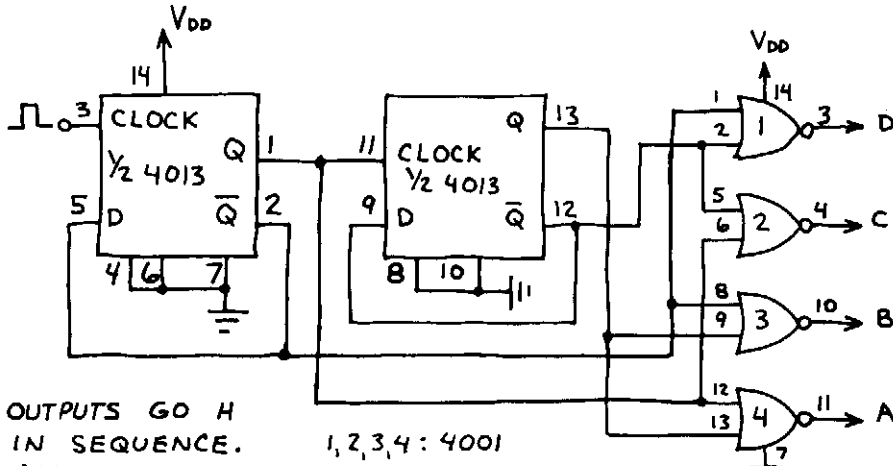 VDD
14
3
CLOCK
Q
1
½ 4013
5
D
Q̅
2
4
6
7
Q
13
11
CLOCK
½ 4013
9
D
Q̅
12
8
10
VDD
14
1
2
1
3
D
5
6
2
4
C
8
9
3
10
B
12
13
4
11
A
7
OUTPUTS GO H
IN SEQUENCE.
1,2,3,4: 4001